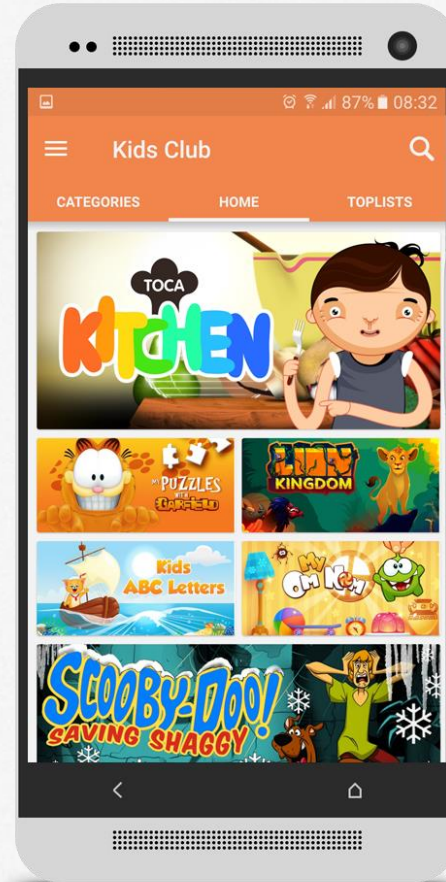 87% 08:32
Kids Club
CATEGORIES HOME TOPLISTS
TOCA
KITCHEN
MY PUZZLES
WITH
GARFIELD
LION
KINGDOM
Kids
ABC Letters
My
OM NOM
SCOOBY-DOO!
SAVING SHAGGY